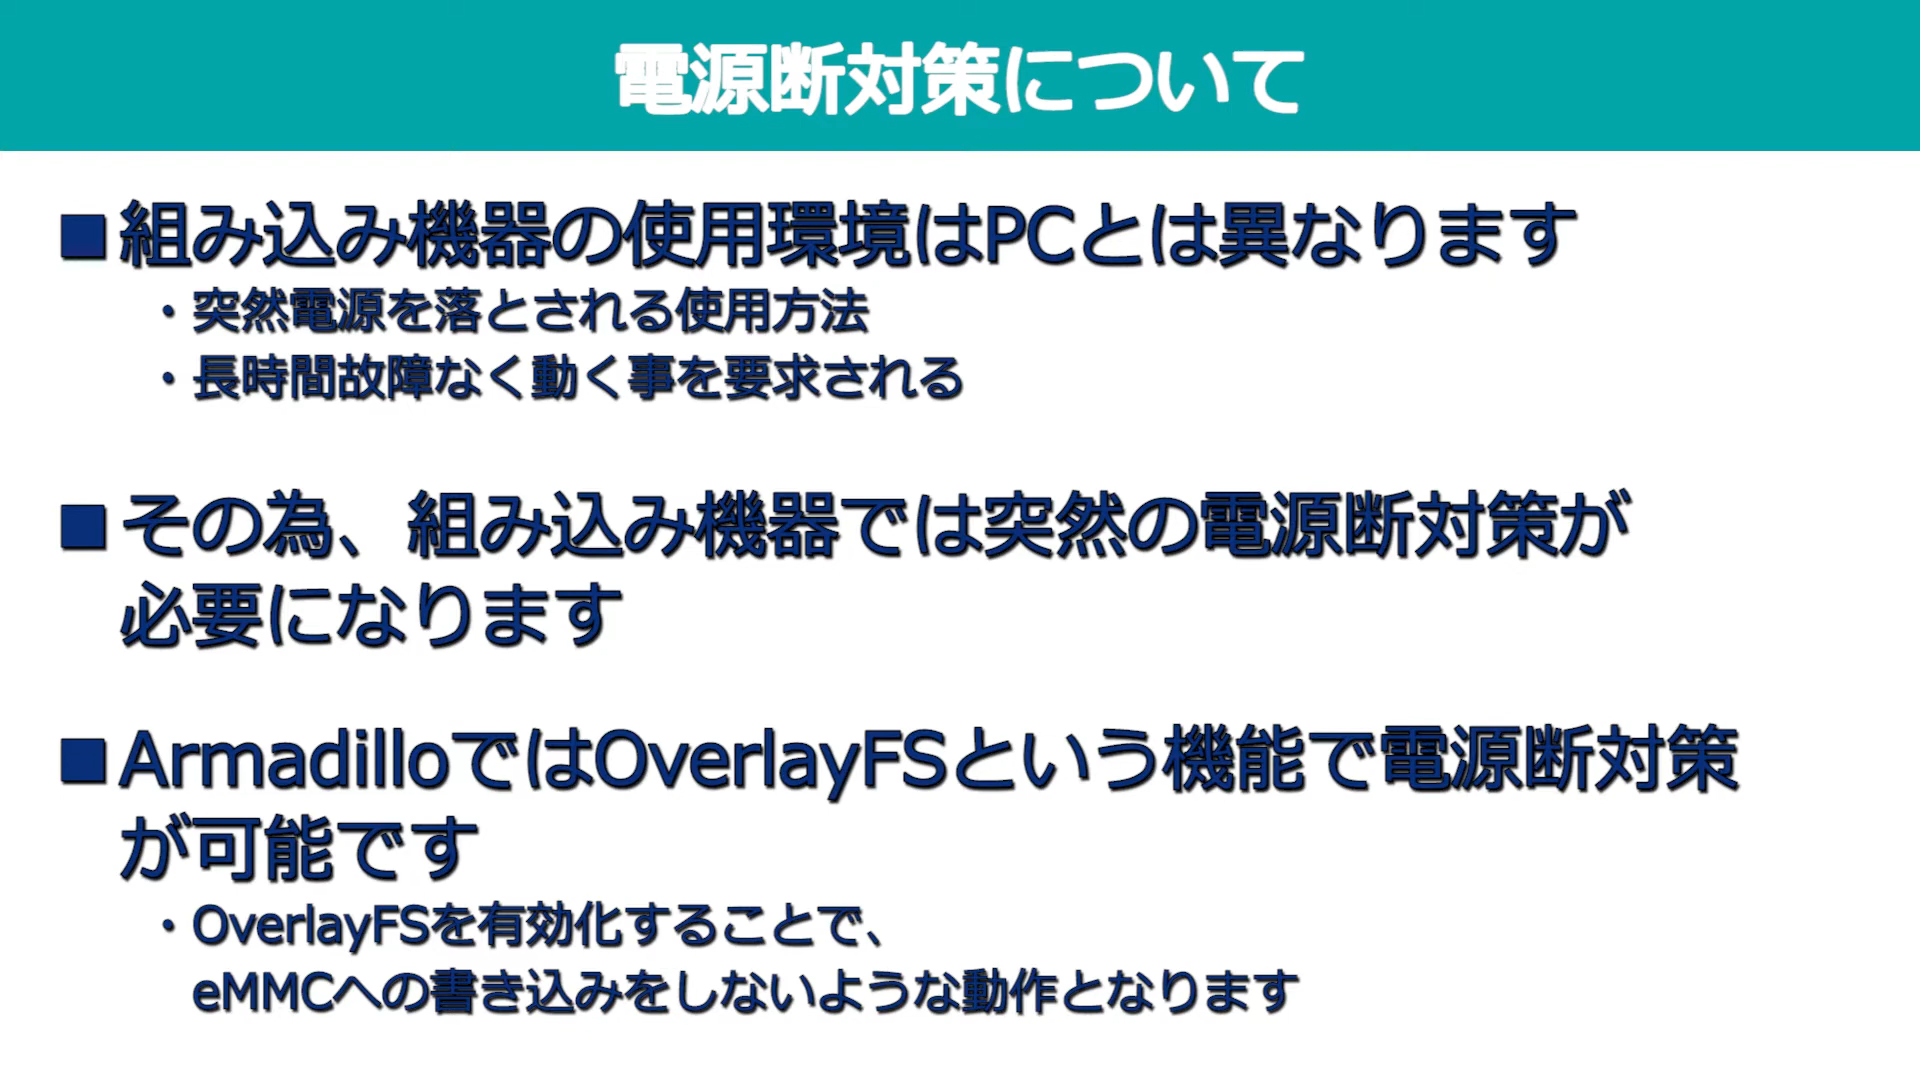 電源断対策について
■組み込み機器の使用環境はPCとは異なります
・突然電源を落とされる使用方法
・長時間故障なく動く事を要求される
■その為、組み込み機器では突然の電源断対策が
必要になります
■ArmadilloではOverlayFSという機能で電源断対策
が可能です
・OverlayFSを有効化することで、
eMMCへの書き込みをしないような動作となります